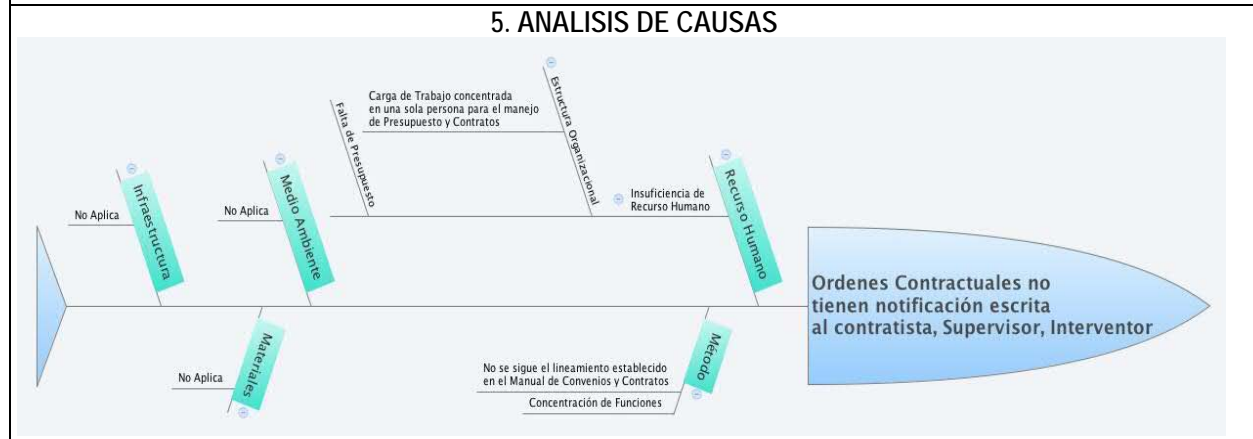 5. ANALISIS DE CAUSAS
Carga de Trabajo concentrada
en una sola persona para el manejo
de Presupuesto y Contratos
Falta de Presupuesto
Estructura Organizacional
Insuficiencia de
Recurso Humano
Recurso Humano
No Aplica
Medio Ambiente
No Aplica
Infraestructura
Ordenes Contractuales no
tienen notificación escrita
al contratista, Supervisor, Interventor
No Aplica
Materiales
No se sigue el lineamiento establecido
en el Manual de Convenios y Contratos
Concentración de Funciones
Método